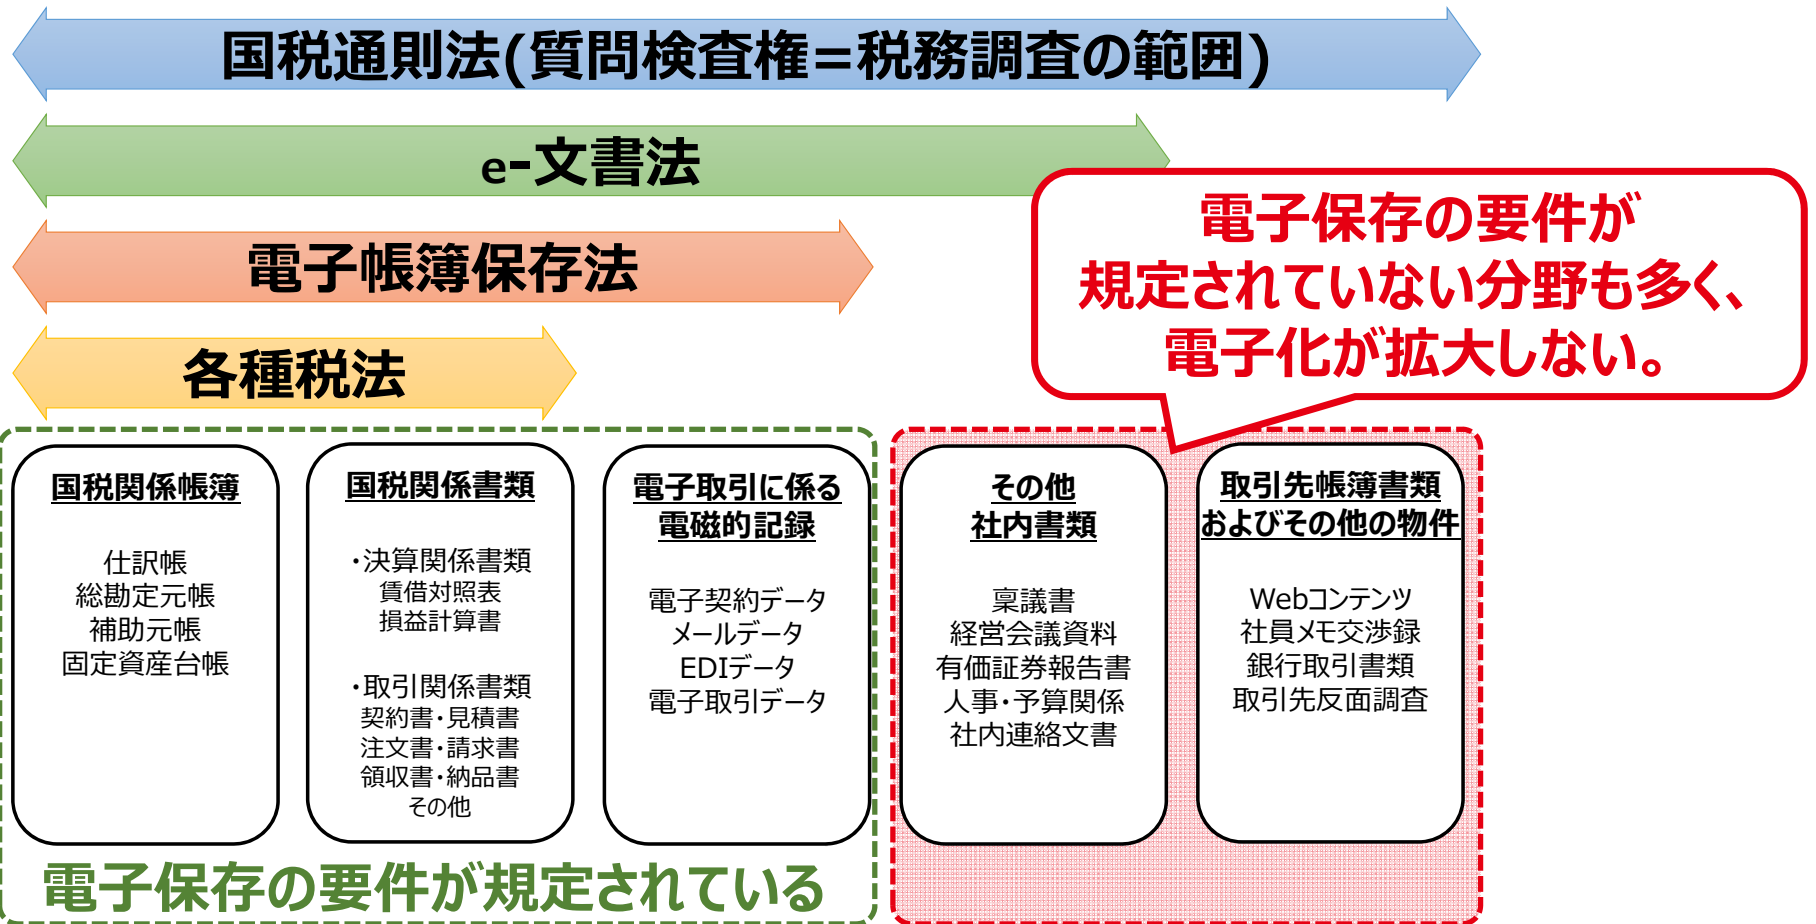 国税通則法(質問検査権=税務調査の範囲)
e-文書法
電子帳簿保存法
各種税法
電子保存の要件が
規定されていない分野も多く、
電子化が拡大しない。
国税関係帳簿
仕訳帳
総勘定元帳
補助元帳
固定資産台帳
国税関係書類
・決算関係書類
賃借対照表
損益計算書
・取引関係書類
契約書・見積書
注文書・請求書
領収書・納品書
その他
電子取引に係る
電磁的記録
電子契約データ
メールデータ
EDIデータ
電子取引データ
その他
社内書類
稟議書
経営会議資料
有価証券報告書
人事・予算関係
社内連絡文書
取引先帳簿書類
およびその他の物件
Webコンテンツ
社員メモ交渉録
銀行取引書類
取引先反面調査
電子保存の要件が規定されている